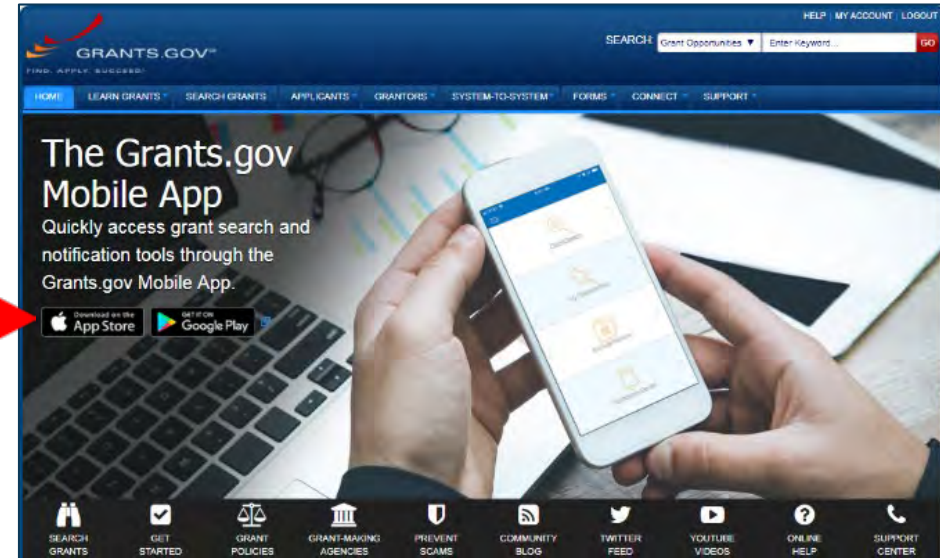 HELP | MY ACCOUNT | LOGOUT
SEARCH: Grant Opportunities ▼ Enter Keyword... GO
GRANTS.GOV℠
FIND. APPLY. SUCCEED.
HOME LEARN GRANTS SEARCH GRANTS APPLICANTS GRANTORS SYSTEM-TO-SYSTEM FORMS CONNECT SUPPORT
The Grants.gov
Mobile App
Quickly access grant search and
notification tools through the
Grants.gov Mobile App.
Download on the
App Store
GET IT ON
Google Play
SEARCH
GRANTS
GET
STARTED
GRANT
POLICIES
GRANT-MAKING
AGENCIES
PREVENT
SCAMS
COMMUNITY
BLOG
TWITTER
FEED
YOUTUBE
VIDEOS
ONLINE
HELP
SUPPORT
CENTER